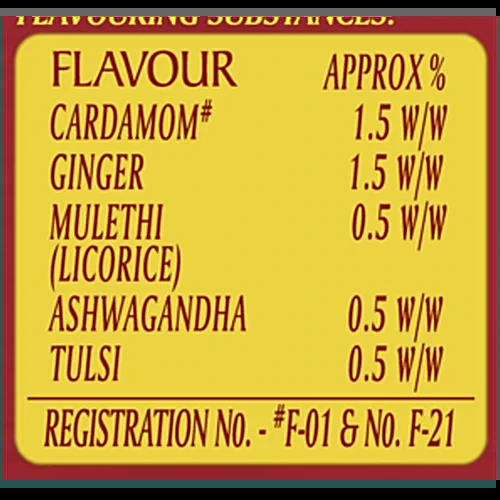 FLAVOURING SUBSTANCES:
FLAVOUR APPROX %
CARDAMOM# 1.5 W/W
GINGER 1.5 W/W
MULETHI 0.5 W/W
(LICORICE)
ASHWAGANDHA 0.5 W/W
TULSI 0.5 W/W
REGISTRATION NO. - #F-01 & NO. F-21